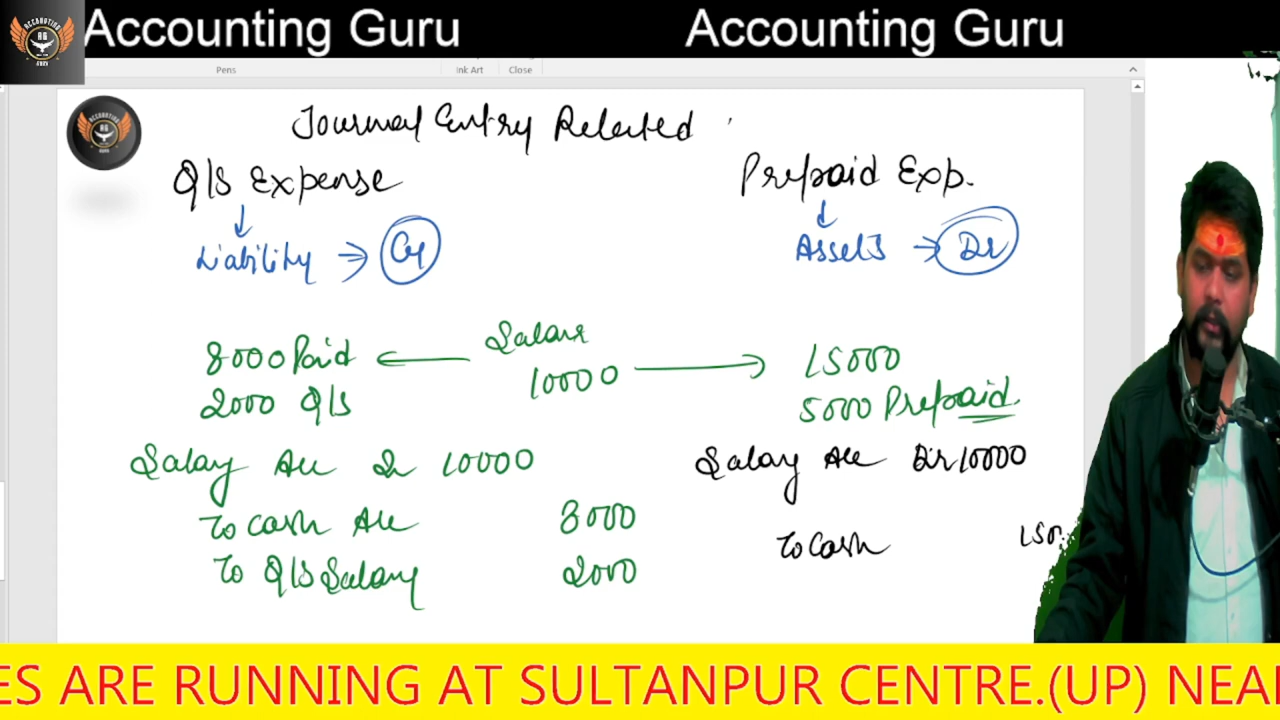 Accounting Guru
Accounting Guru
Pens
Ink Art
Close
Journal Entry Related
O/S Expense
Prepaid Exp.
Liability → Cr
Assets → Dr
Salary
10000
8000 Paid
2000 O/S
15000
5000 Prepaid.
Salary A/c Dr 10000
To Cash A/c 8000
To O/S Salary 2000
Salary A/c Dr 10000
To Cash
ES ARE RUNNING AT SULTANPUR CENTRE.(UP) NEA